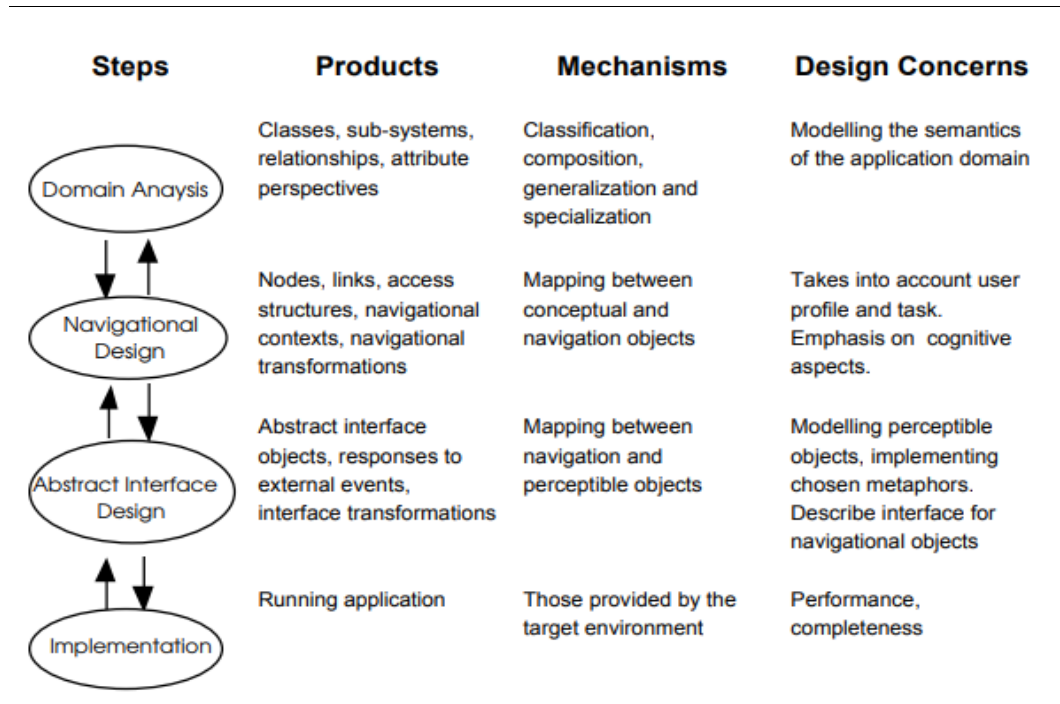 Steps
Products
Mechanisms
Design Concerns
Domain Anaysis
Classes, sub-systems,
relationships, attribute
perspectives
Classification,
composition,
generalization and
specialization
Modelling the semantics
of the application domain
Navigational
Design
Nodes, links, access
structures, navigational
contexts, navigational
transformations
Mapping between
conceptual and
navigation objects
Takes into account user
profile and task.
Emphasis on cognitive
aspects.
Abstract Interface
Design
Abstract interface
objects, responses to
external events,
interface transformations
Mapping between
navigation and
perceptible objects
Modelling perceptible
objects, implementing
chosen metaphors.
Describe interface for
navigational objects
Implementation
Running application
Those provided by the
target environment
Performance,
completeness